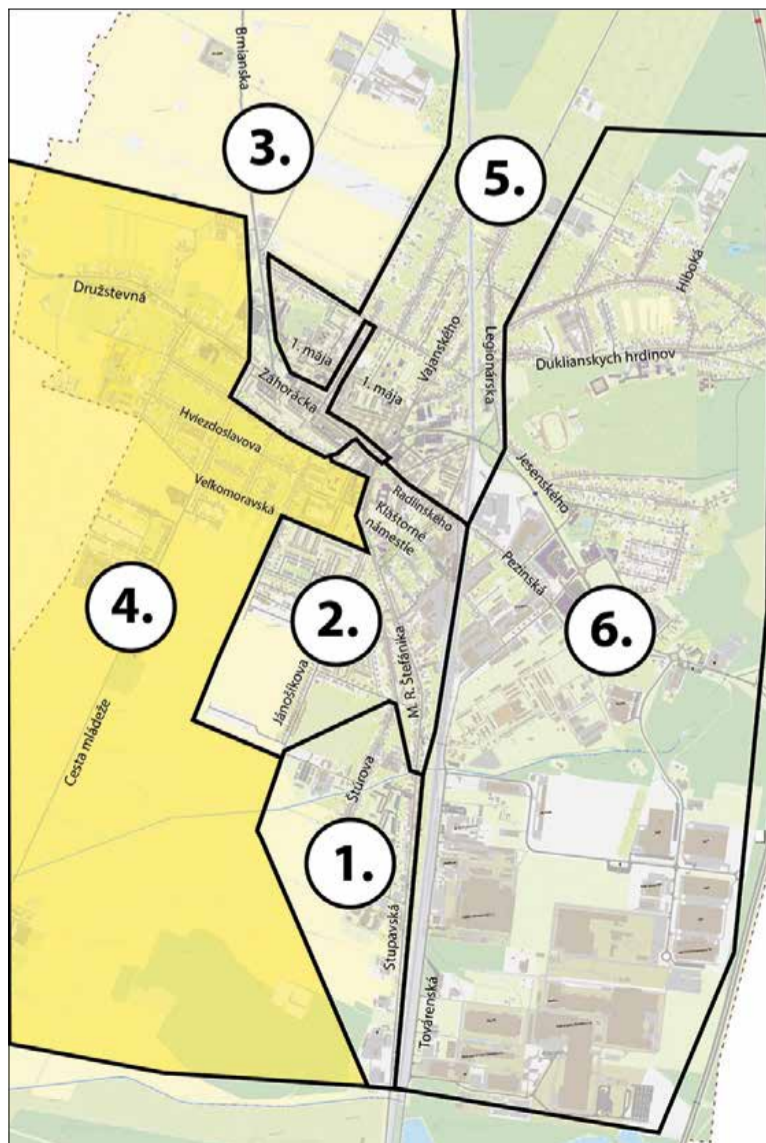 Brnianska
3.
5.
Družstevná
Hlboká
1. mája
Vajanského
Legionárska
Duklianskych hrdinov
Záhorácka
1. mája
Hviezdoslavova
Veľkomoravská
Radlinského
Kláštorné
námestie
Jesenského
Pezinská
4.
2.
6.
Jánošíkova
M. R. Štefánika
Cesta mládeže
Štúrova
1.
Stupavská
Továrenská